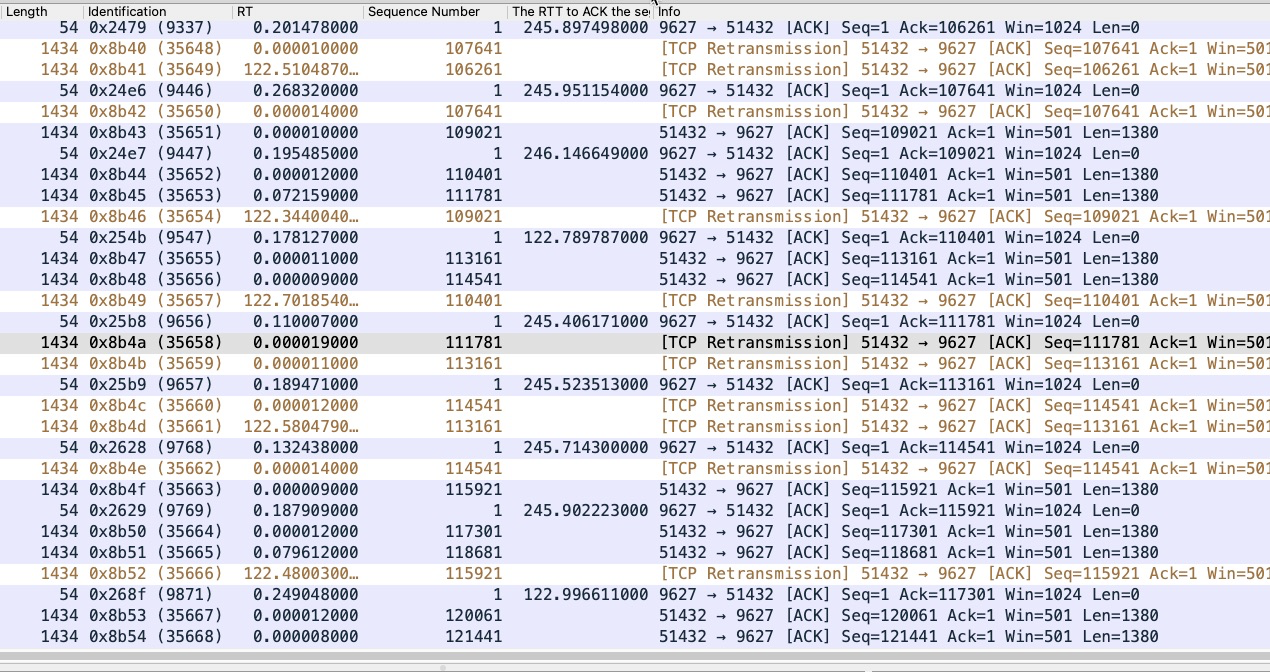 Length Identification RT Sequence Number The RTT to ACK the se Info
54 0x2479 (9337) 0.201478000 1 245.897498000 9627 → 51432 [ACK] Seq=1 Ack=106261 Win=1024 Len=0
1434 0x8b40 (35648) 0.000010000 107641 [TCP Retransmission] 51432 → 9627 [ACK] Seq=107641 Ack=1 Win=501
1434 0x8b41 (35649) 122.5104870… 106261 [TCP Retransmission] 51432 → 9627 [ACK] Seq=106261 Ack=1 Win=501
54 0x24e6 (9446) 0.268320000 1 245.951154000 9627 → 51432 [ACK] Seq=1 Ack=107641 Win=1024 Len=0
1434 0x8b42 (35650) 0.000014000 107641 [TCP Retransmission] 51432 → 9627 [ACK] Seq=107641 Ack=1 Win=501
1434 0x8b43 (35651) 0.000010000 109021 51432 → 9627 [ACK] Seq=109021 Ack=1 Win=501 Len=1380
54 0x24e7 (9447) 0.195485000 1 246.146649000 9627 → 51432 [ACK] Seq=1 Ack=109021 Win=1024 Len=0
1434 0x8b44 (35652) 0.000012000 110401 51432 → 9627 [ACK] Seq=110401 Ack=1 Win=501 Len=1380
1434 0x8b45 (35653) 0.072159000 111781 51432 → 9627 [ACK] Seq=111781 Ack=1 Win=501 Len=1380
1434 0x8b46 (35654) 122.3440040… 109021 [TCP Retransmission] 51432 → 9627 [ACK] Seq=109021 Ack=1 Win=501
54 0x254b (9547) 0.178127000 1 122.789787000 9627 → 51432 [ACK] Seq=1 Ack=110401 Win=1024 Len=0
1434 0x8b47 (35655) 0.000011000 113161 51432 → 9627 [ACK] Seq=113161 Ack=1 Win=501 Len=1380
1434 0x8b48 (35656) 0.000009000 114541 51432 → 9627 [ACK] Seq=114541 Ack=1 Win=501 Len=1380
1434 0x8b49 (35657) 122.7018540… 110401 [TCP Retransmission] 51432 → 9627 [ACK] Seq=110401 Ack=1 Win=501
54 0x25b8 (9656) 0.110007000 1 245.406171000 9627 → 51432 [ACK] Seq=1 Ack=111781 Win=1024 Len=0
1434 0x8b4a (35658) 0.000019000 111781 [TCP Retransmission] 51432 → 9627 [ACK] Seq=111781 Ack=1 Win=501
1434 0x8b4b (35659) 0.000011000 113161 [TCP Retransmission] 51432 → 9627 [ACK] Seq=113161 Ack=1 Win=501
54 0x25b9 (9657) 0.189471000 1 245.523513000 9627 → 51432 [ACK] Seq=1 Ack=113161 Win=1024 Len=0
1434 0x8b4c (35660) 0.000012000 114541 [TCP Retransmission] 51432 → 9627 [ACK] Seq=114541 Ack=1 Win=501
1434 0x8b4d (35661) 122.5804790… 113161 [TCP Retransmission] 51432 → 9627 [ACK] Seq=113161 Ack=1 Win=501
54 0x2628 (9768) 0.132438000 1 245.714300000 9627 → 51432 [ACK] Seq=1 Ack=114541 Win=1024 Len=0
1434 0x8b4e (35662) 0.000014000 114541 [TCP Retransmission] 51432 → 9627 [ACK] Seq=114541 Ack=1 Win=501
1434 0x8b4f (35663) 0.000009000 115921 51432 → 9627 [ACK] Seq=115921 Ack=1 Win=501 Len=1380
54 0x2629 (9769) 0.187909000 1 245.902223000 9627 → 51432 [ACK] Seq=1 Ack=115921 Win=1024 Len=0
1434 0x8b50 (35664) 0.000012000 117301 51432 → 9627 [ACK] Seq=117301 Ack=1 Win=501 Len=1380
1434 0x8b51 (35665) 0.079612000 118681 51432 → 9627 [ACK] Seq=118681 Ack=1 Win=501 Len=1380
1434 0x8b52 (35666) 122.4800300… 115921 [TCP Retransmission] 51432 → 9627 [ACK] Seq=115921 Ack=1 Win=501
54 0x268f (9871) 0.249048000 1 122.996611000 9627 → 51432 [ACK] Seq=1 Ack=117301 Win=1024 Len=0
1434 0x8b53 (35667) 0.000012000 120061 51432 → 9627 [ACK] Seq=120061 Ack=1 Win=501 Len=1380
1434 0x8b54 (35668) 0.000008000 121441 51432 → 9627 [ACK] Seq=121441 Ack=1 Win=501 Len=1380